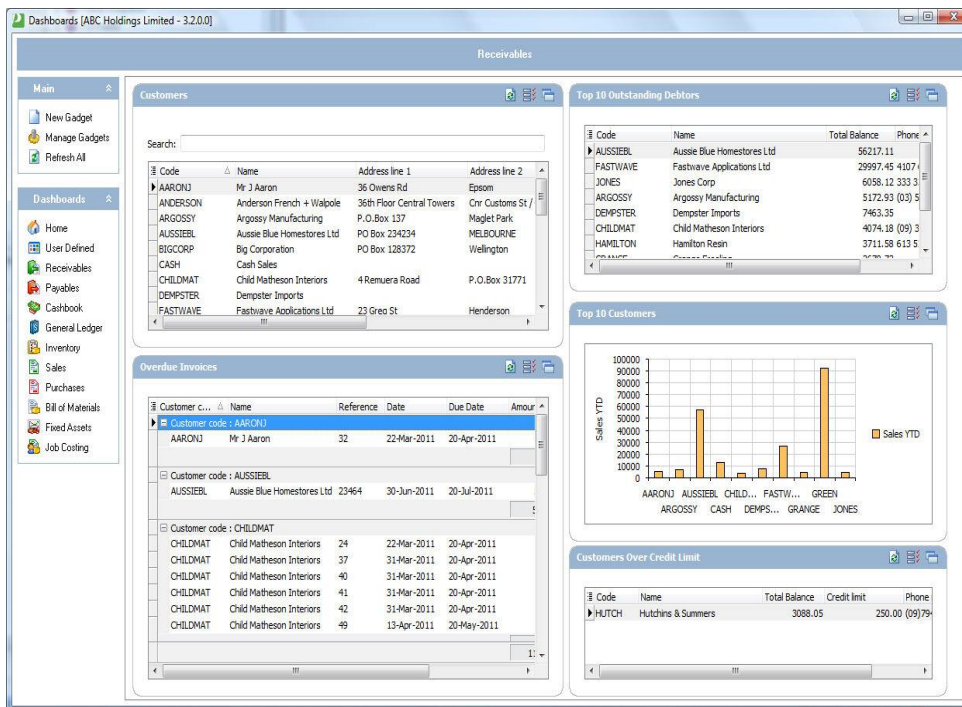 Dashboards [ABC Holdings Limited - 3.2.0.0]
Receivables
Main
New Gadget
Manage Gadgets
Refresh All
Dashboards
Home
User Defined
Receivables
Payables
Cashbook
General Ledger
Inventory
Sales
Purchases
Bill of Materials
Fixed Assets
Job Costing
Customers
Search:
Code Name Address line 1 Address line 2
AARONJ Mr J Aaron 36 Owens Rd Epsom
ANDERSON Anderson French + Walpole 36th Floor Central Towers Cnr Customs St /
ARGOSSY Argossy Manufacturing P.O.Box 137 Maglet Park
AUSSIEBL Aussie Blue Homestores Ltd PO Box 234234 MELBOURNE
BIGCORP Big Corporation PO Box 128372 Wellington
CASH Cash Sales
CHILDMAT Child Matheson Interiors 4 Remuera Road P.O.Box 31771
DEMPSTER Dempster Imports
FASTWAVE Fastwave Applications Ltd 23 Greg St Henderson
Overdue Invoices
Customer c... Name Reference Date Due Date Amour
Customer code : AARONJ
AARONJ Mr J Aaron 32 22-Mar-2011 20-Apr-2011
Customer code : AUSSIEBL
AUSSIEBL Aussie Blue Homestores Ltd 23464 30-Jun-2011 20-Jul-2011
Customer code : CHILDMAT
CHILDMAT Child Matheson Interiors 24 22-Mar-2011 20-Apr-2011
CHILDMAT Child Matheson Interiors 37 31-Mar-2011 20-Apr-2011
CHILDMAT Child Matheson Interiors 40 31-Mar-2011 20-Apr-2011
CHILDMAT Child Matheson Interiors 41 31-Mar-2011 20-Apr-2011
CHILDMAT Child Matheson Interiors 42 31-Mar-2011 20-Apr-2011
CHILDMAT Child Matheson Interiors 49 13-Apr-2011 20-May-2011
Top 10 Outstanding Debtors
Code Name Total Balance Phone
AUSSIEBL Aussie Blue Homestores Ltd 56217.11
FASTWAVE Fastwave Applications Ltd 29997.45 4107
JONES Jones Corp 6058.12 333 3
ARGOSSY Argossy Manufacturing 5172.93 (03) 5
DEMPSTER Dempster Imports 7463.35
CHILDMAT Child Matheson Interiors 4074.18 (09) 3
HAMILTON Hamilton Resin 3711.58 613 5
Top 10 Customers
100000
90000
80000
70000
60000
50000
40000
30000
20000
10000
0
Sales YTD
Sales YTD
AARONJ AUSSIEBL CHILD... FASTW... GREEN
ARGOSSY CASH DEMPS... GRANGE JONES
Customers Over Credit Limit
Code Name Total Balance Credit limit Phone
HUTCH Hutchins & Summers 3088.05 250.00 (09)79